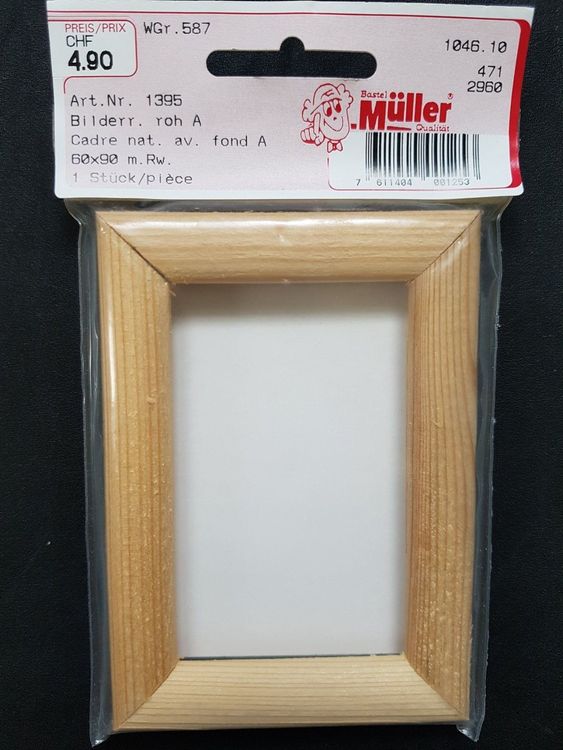 PREIS/PRIX
CHF
4.90
WGr.587
1046.10
471
2960
Art.Nr. 1395
Bilderr. roh A
Cadre nat. av. fond A
60x90 m.Rw.
1 Stück/pièce
Bastel
Müller®
Qualität
7 611404 001253